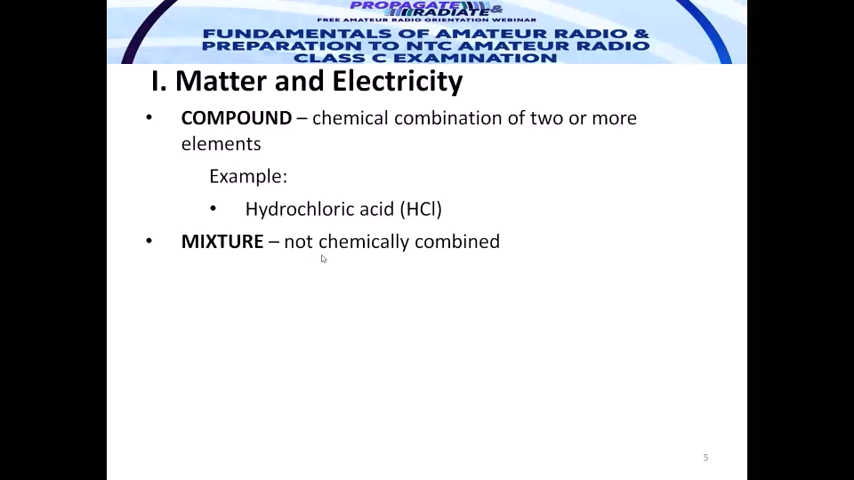 PROPAGATE &
RADIATE
FREE AMATEUR RADIO ORIENTATION WEBINAR
FUNDAMENTALS OF AMATEUR RADIO &
PREPARATION TO NTC AMATEUR RADIO
CLASS C EXAMINATION
I. Matter and Electricity
• COMPOUND – chemical combination of two or more
elements
Example:
• Hydrochloric acid (HCl)
• MIXTURE – not chemically combined
5